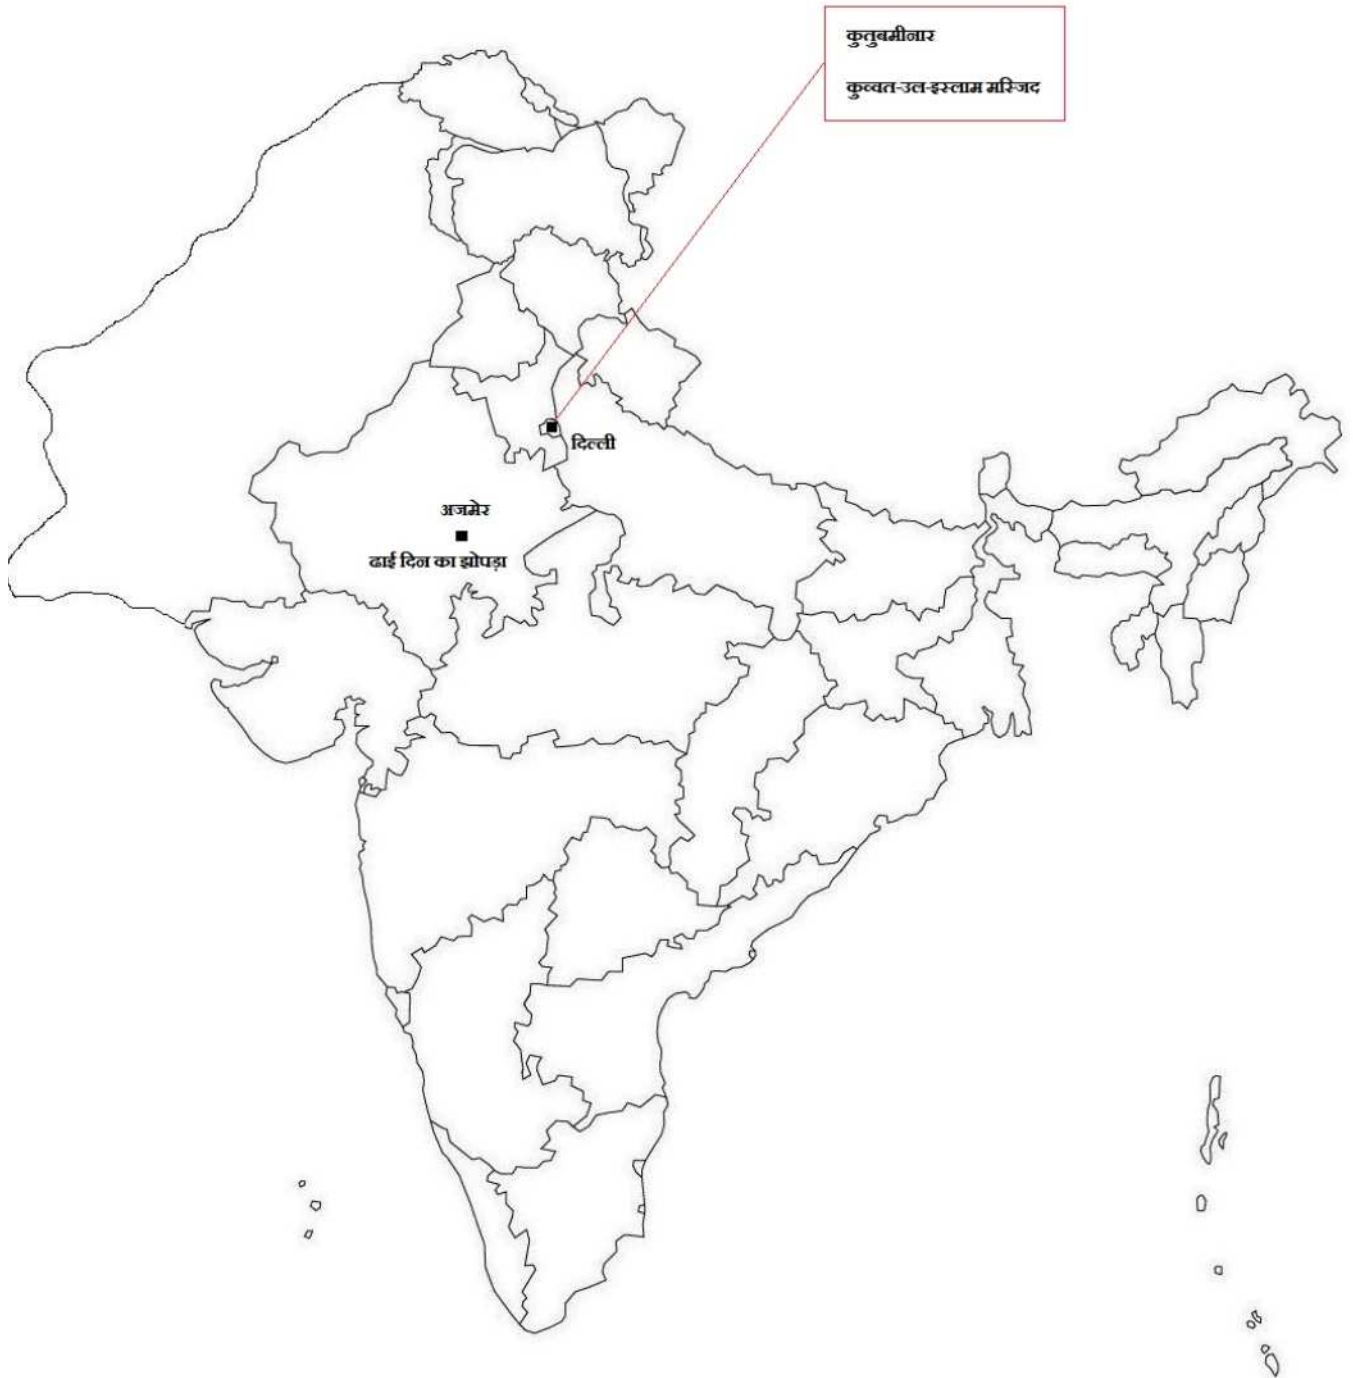 कुतुबमीनार
कुव्वत-उल-इस्लाम मस्जिद
दिल्ली
अजमेर
ढाई दिन का झोपड़ा